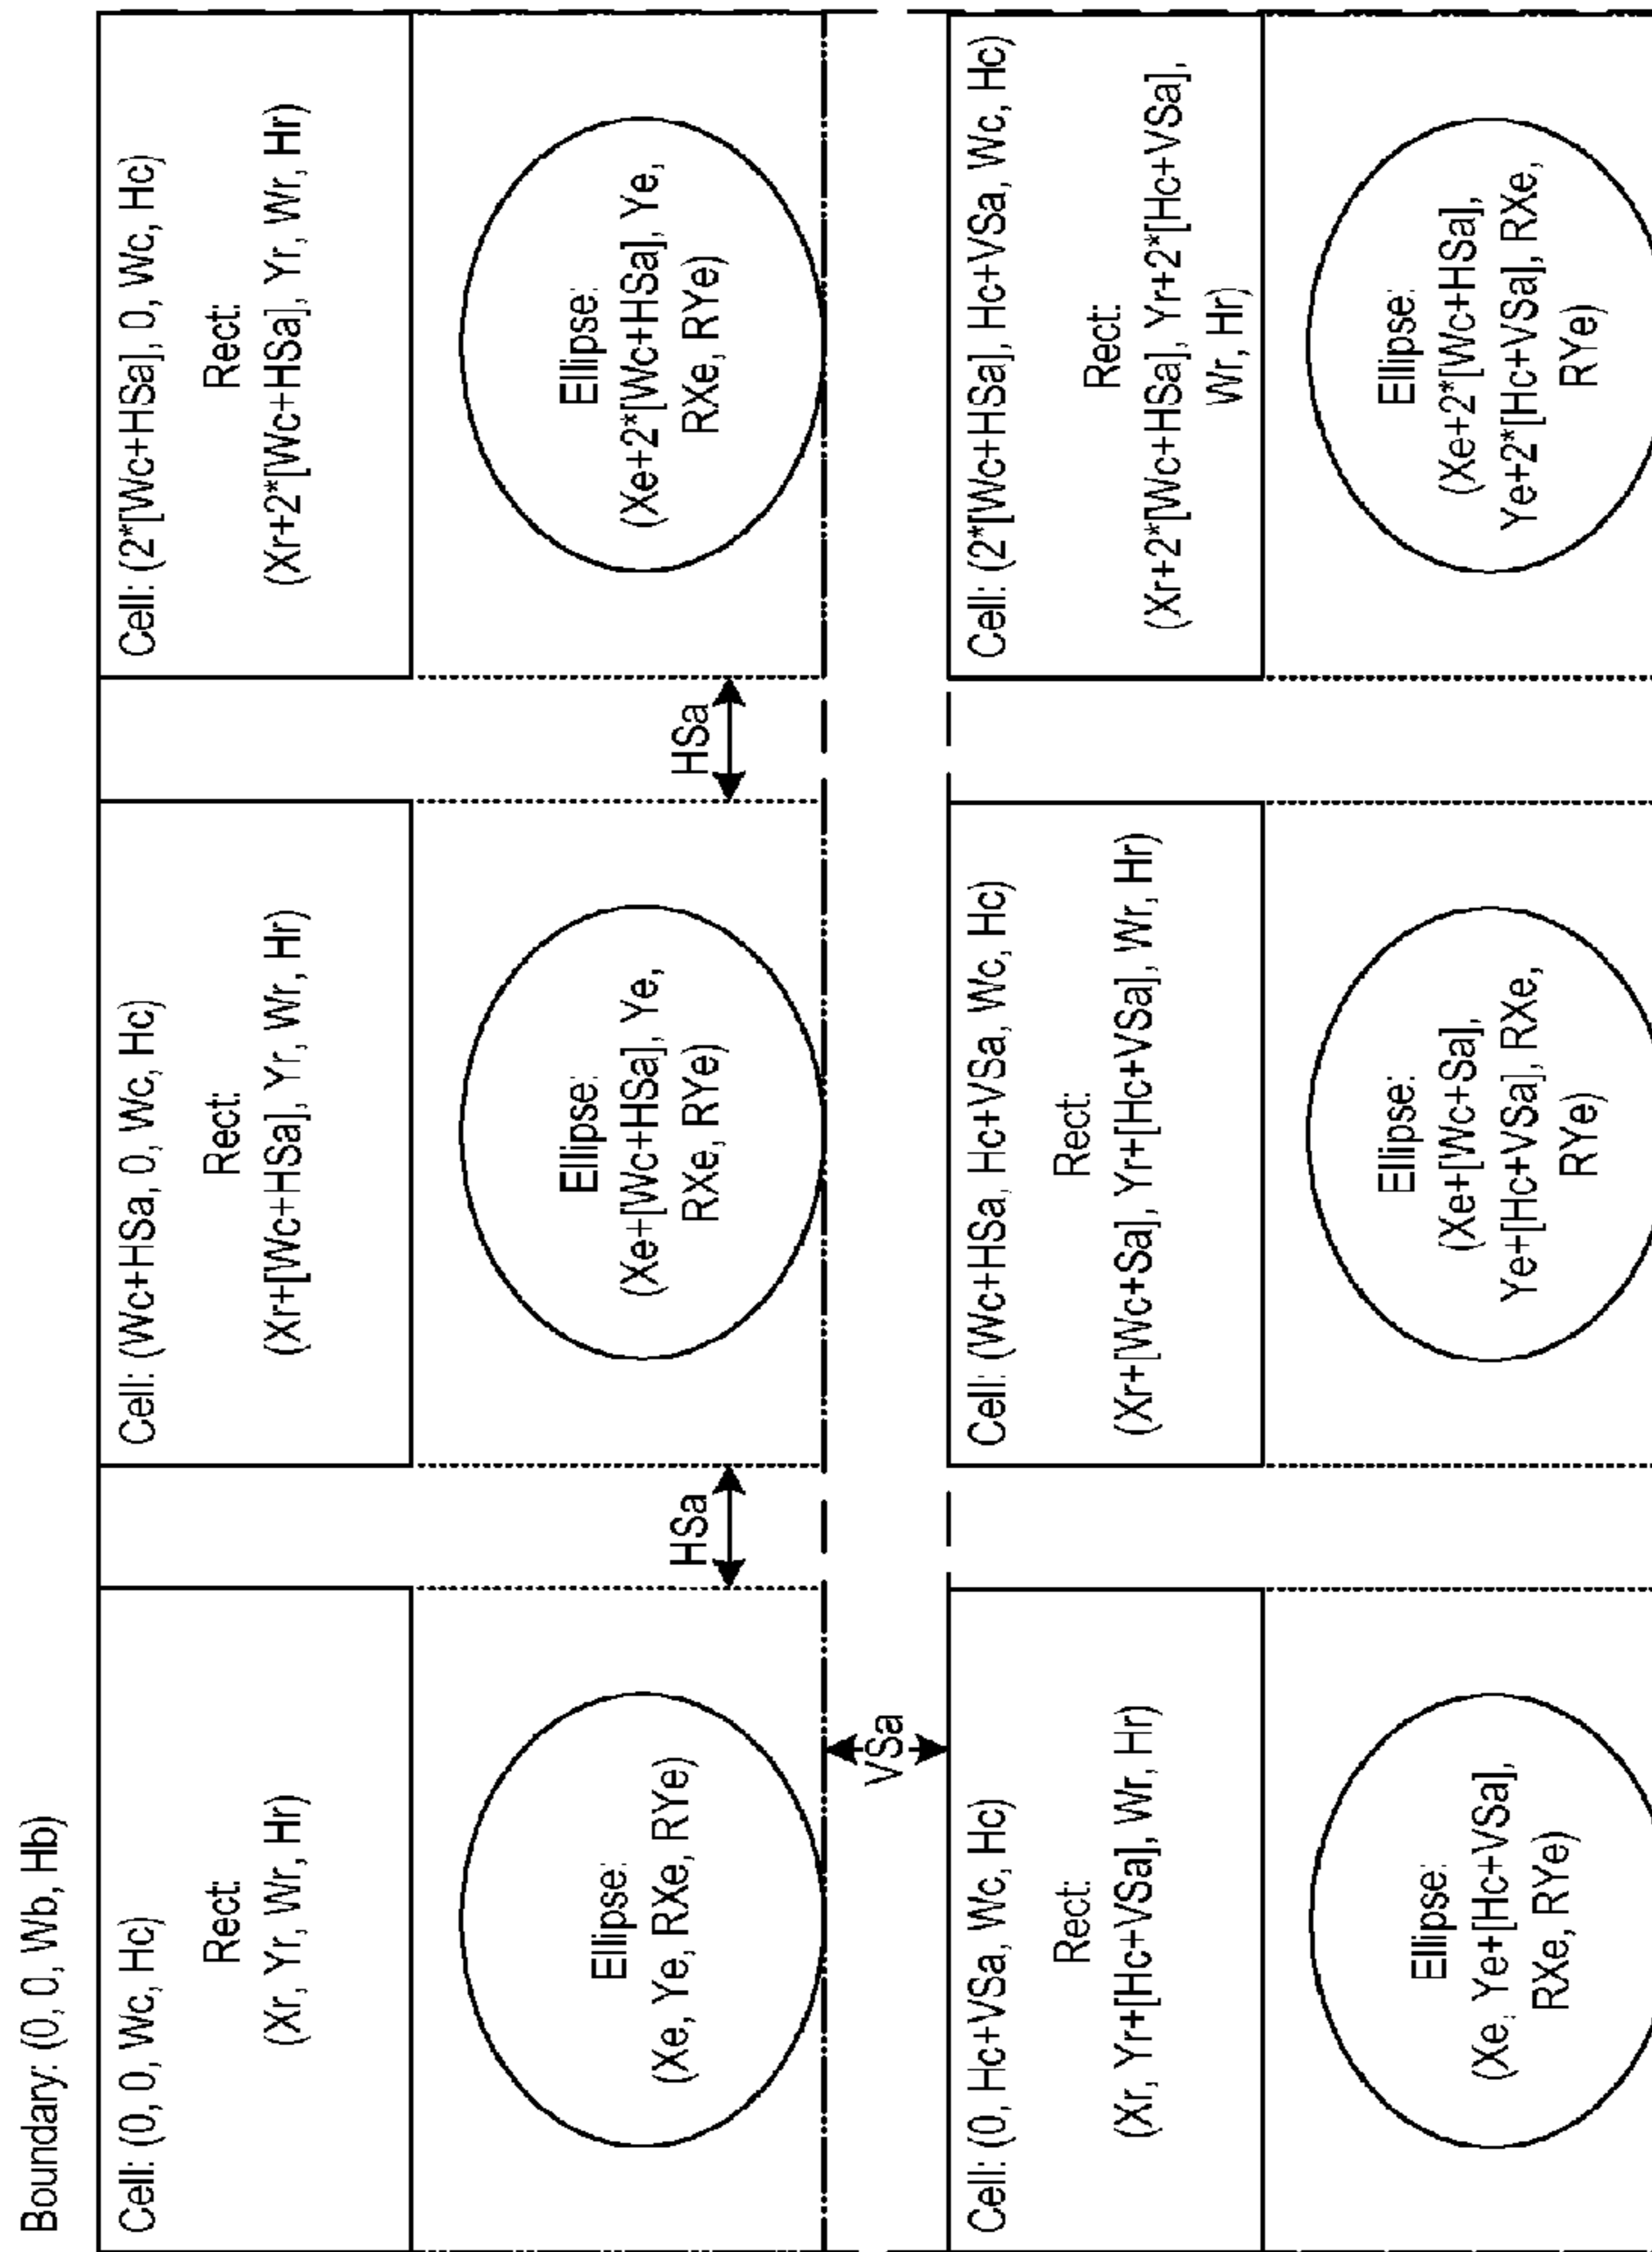 Boundary: (0, 0, Wb, Hb)
Cell: (0, 0, Wc, Hc)
Rect:
(Xr, Yr, Wr, Hr)
Ellipse:
(Xe, Ye, RXe, RYe)
Cell: (Wc+HSa, 0, Wc, Hc)
Rect:
(Xr+[Wc+HSa], Yr, Wr, Hr)
Ellipse:
(Xe+[Wc+HSa], Ye,
RXe, RYe)
Cell: (2*[Wc+HSa], 0, Wc, Hc)
Rect:
(Xr+2*[Wc+HSa], Yr, Wr, Hr)
Ellipse:
(Xe+2*[Wc+HSa], Ye,
RXe, RYe)
HSa
HSa
VSa
Cell: (0, Hc+VSa, Wc, Hc)
Rect:
(Xr, Yr+[Hc+VSa], Wr, Hr)
Ellipse:
(Xe, Ye+[Hc+VSa],
RXe, RYe)
Cell: (Wc+HSa, Hc+VSa, Wc, Hc)
Rect:
(Xr+[Wc+Sa], Yr+[Hc+VSa], Wr, Hr)
Ellipse:
(Xe+[Wc+Sa],
Ye+[Hc+VSa], RXe,
RYe)
Cell: (2*[Wc+HSa], Hc+VSa, Wc, Hc)
Rect:
(Xr+2*[Wc+HSa], Yr+2*[Hc+VSa],
Wr, Hr)
Ellipse:
(Xe+2*[Wc+HSa],
Ye+2*[Hc+VSa], RXe,
RYe)